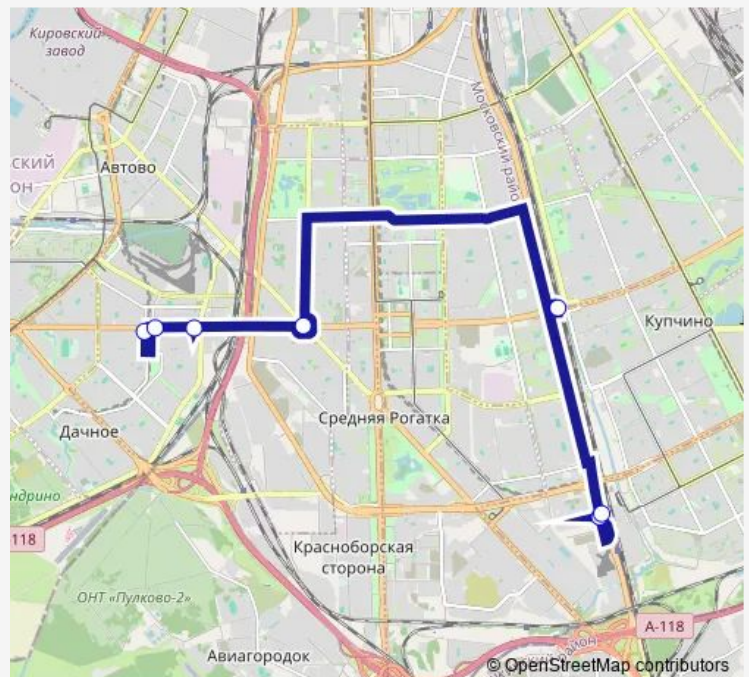 Кировский
завод
Автово
СКИЙ
ОН
Московский райо
Купчино
Средняя Рогатка
Дачное
ндрино
118
Красноборская
сторона
ОНТ «Пулково-2»
А-118
Авиагородок
© OpenStreetMap contributors